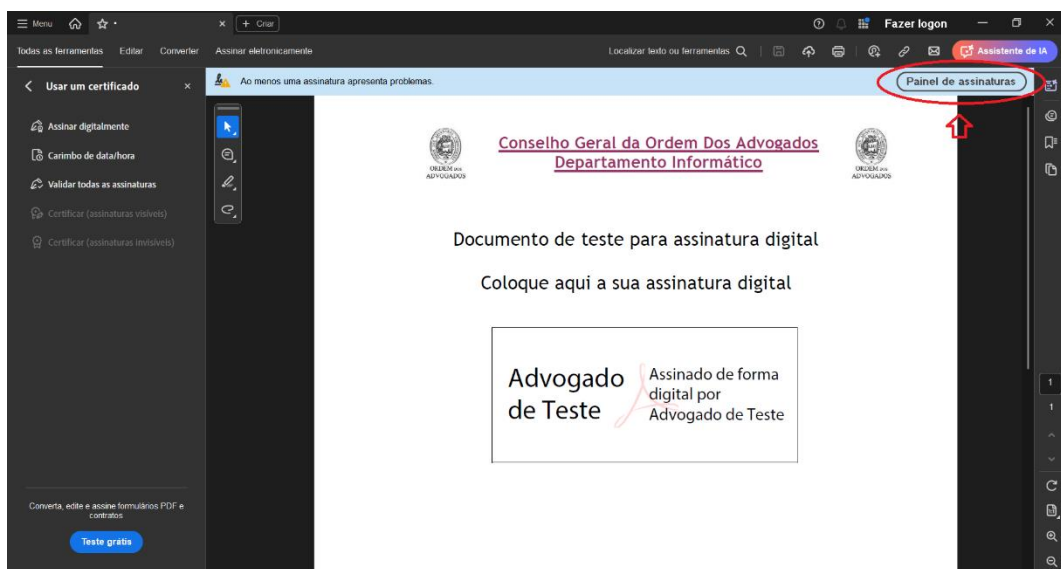 Menu
Criar
Fazer logon
Todas as ferramentas Editar Converter Assinar eletronicamente
Localizar texto ou ferramentas
Assistente de IA
Usar um certificado
Ao menos uma assinatura apresenta problemas.
Painel de assinaturas
Assinar digitalmente
Carimbo de data/hora
Validar todas as assinaturas
Certificar (assinaturas visíveis)
Certificar (assinaturas invisíveis)
ORDEM DOS
ADVOGADOS
Conselho Geral da Ordem Dos Advogados
Departamento Informático
ORDEM DOS
ADVOGADOS
Documento de teste para assinatura digital
Coloque aqui a sua assinatura digital
Advogado
de Teste
Assinado de forma
digital por
Advogado de Teste
1
1
Converta, edite e assine formulários PDF e
contratos
Teste grátis